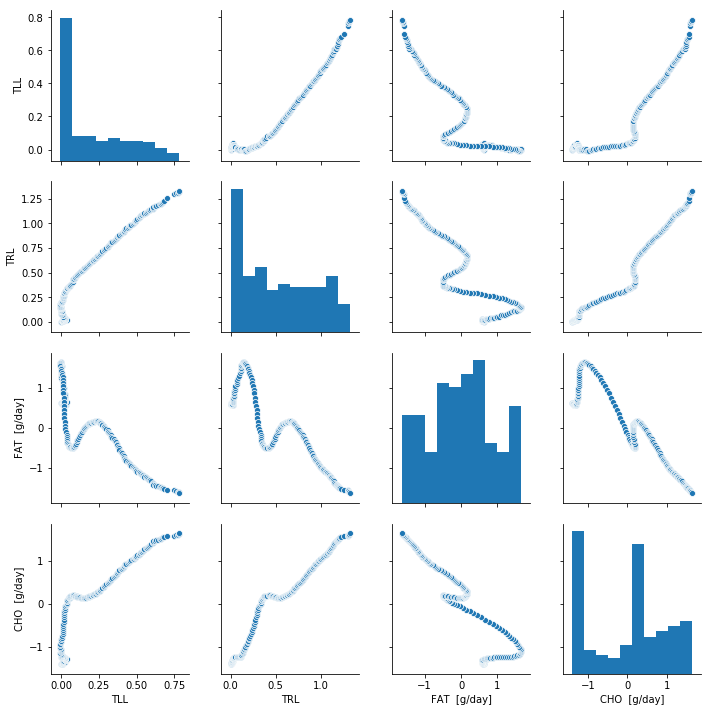 0.8
0.6
0.4
0.2
0.0
TLL
1.25
1.00
0.75
0.50
0.25
0.00
TRL
1
0
−1
FAT [g/day]
1
0
−1
CHO [g/day]
0.00 0.25 0.50 0.75
TLL
0.0 0.5 1.0
TRL
−1 0 1
FAT [g/day]
−1 0 1
CHO [g/day]